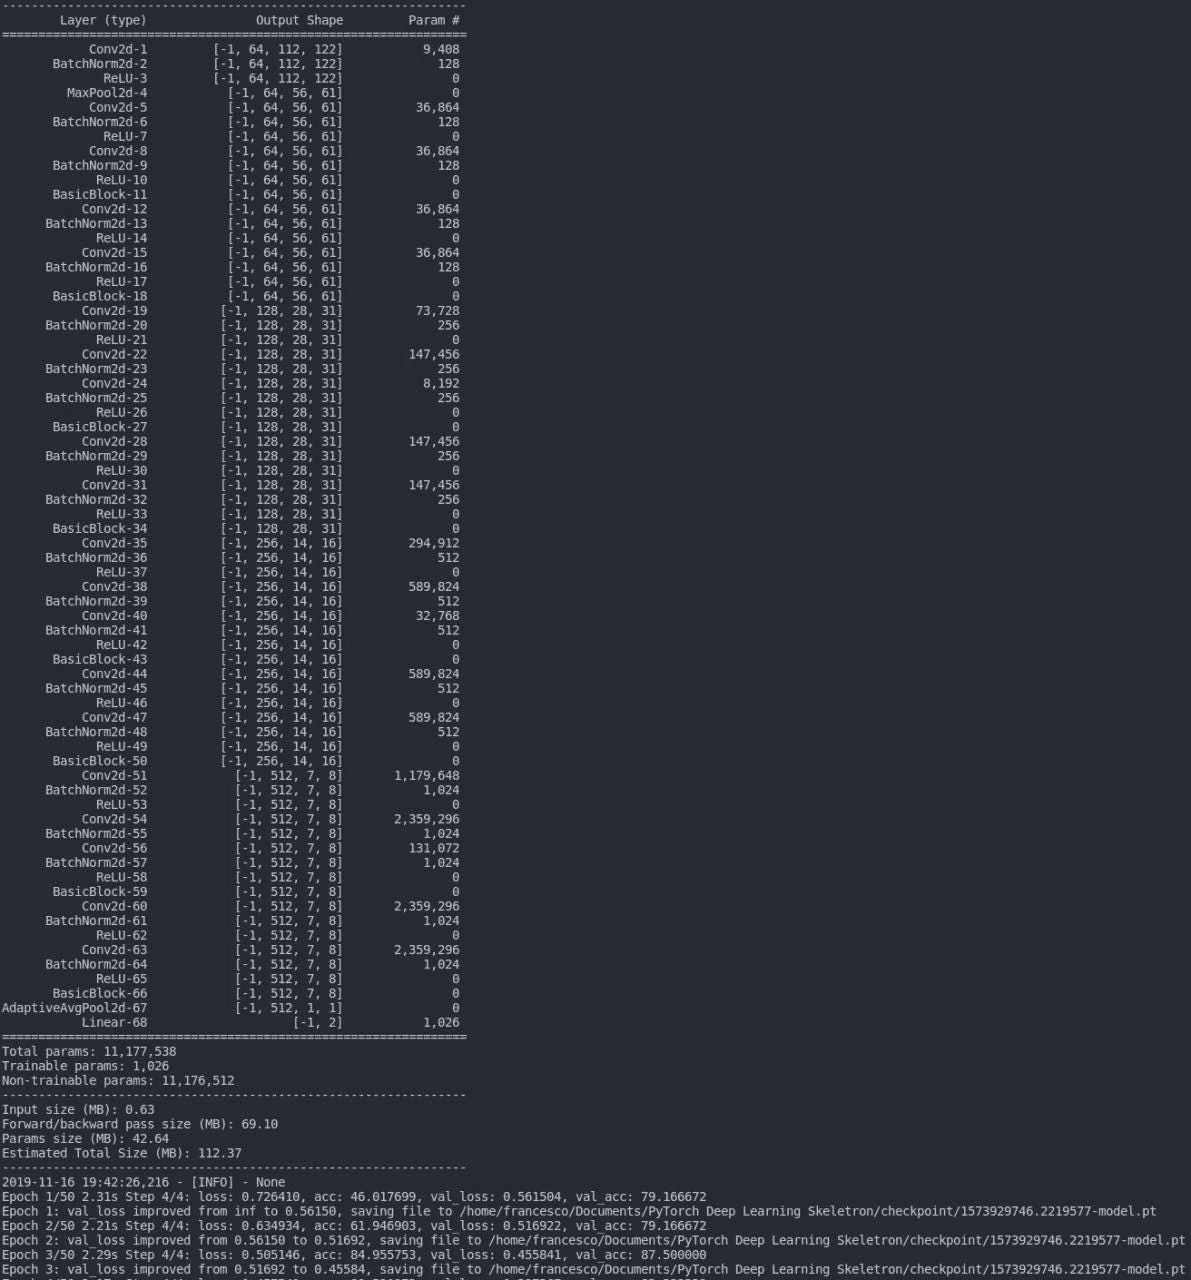 ----------------------------------------------------------------
Layer (type) Output Shape Param #
================================================================
Conv2d-1 [-1, 64, 112, 122] 9,408
BatchNorm2d-2 [-1, 64, 112, 122] 128
ReLU-3 [-1, 64, 112, 122] 0
MaxPool2d-4 [-1, 64, 56, 61] 0
Conv2d-5 [-1, 64, 56, 61] 36,864
BatchNorm2d-6 [-1, 64, 56, 61] 128
ReLU-7 [-1, 64, 56, 61] 0
Conv2d-8 [-1, 64, 56, 61] 36,864
BatchNorm2d-9 [-1, 64, 56, 61] 128
ReLU-10 [-1, 64, 56, 61] 0
BasicBlock-11 [-1, 64, 56, 61] 0
Conv2d-12 [-1, 64, 56, 61] 36,864
BatchNorm2d-13 [-1, 64, 56, 61] 128
ReLU-14 [-1, 64, 56, 61] 0
Conv2d-15 [-1, 64, 56, 61] 36,864
BatchNorm2d-16 [-1, 64, 56, 61] 128
ReLU-17 [-1, 64, 56, 61] 0
BasicBlock-18 [-1, 64, 56, 61] 0
Conv2d-19 [-1, 128, 28, 31] 73,728
BatchNorm2d-20 [-1, 128, 28, 31] 256
ReLU-21 [-1, 128, 28, 31] 0
Conv2d-22 [-1, 128, 28, 31] 147,456
BatchNorm2d-23 [-1, 128, 28, 31] 256
Conv2d-24 [-1, 128, 28, 31] 8,192
BatchNorm2d-25 [-1, 128, 28, 31] 256
ReLU-26 [-1, 128, 28, 31] 0
BasicBlock-27 [-1, 128, 28, 31] 0
Conv2d-28 [-1, 128, 28, 31] 147,456
BatchNorm2d-29 [-1, 128, 28, 31] 256
ReLU-30 [-1, 128, 28, 31] 0
Conv2d-31 [-1, 128, 28, 31] 147,456
BatchNorm2d-32 [-1, 128, 28, 31] 256
ReLU-33 [-1, 128, 28, 31] 0
BasicBlock-34 [-1, 128, 28, 31] 0
Conv2d-35 [-1, 256, 14, 16] 294,912
BatchNorm2d-36 [-1, 256, 14, 16] 512
ReLU-37 [-1, 256, 14, 16] 0
Conv2d-38 [-1, 256, 14, 16] 589,824
BatchNorm2d-39 [-1, 256, 14, 16] 512
Conv2d-40 [-1, 256, 14, 16] 32,768
BatchNorm2d-41 [-1, 256, 14, 16] 512
ReLU-42 [-1, 256, 14, 16] 0
BasicBlock-43 [-1, 256, 14, 16] 0
Conv2d-44 [-1, 256, 14, 16] 589,824
BatchNorm2d-45 [-1, 256, 14, 16] 512
ReLU-46 [-1, 256, 14, 16] 0
Conv2d-47 [-1, 256, 14, 16] 589,824
BatchNorm2d-48 [-1, 256, 14, 16] 512
ReLU-49 [-1, 256, 14, 16] 0
BasicBlock-50 [-1, 256, 14, 16] 0
Conv2d-51 [-1, 512, 7, 8] 1,179,648
BatchNorm2d-52 [-1, 512, 7, 8] 1,024
ReLU-53 [-1, 512, 7, 8] 0
Conv2d-54 [-1, 512, 7, 8] 2,359,296
BatchNorm2d-55 [-1, 512, 7, 8] 1,024
Conv2d-56 [-1, 512, 7, 8] 131,072
BatchNorm2d-57 [-1, 512, 7, 8] 1,024
ReLU-58 [-1, 512, 7, 8] 0
BasicBlock-59 [-1, 512, 7, 8] 0
Conv2d-60 [-1, 512, 7, 8] 2,359,296
BatchNorm2d-61 [-1, 512, 7, 8] 1,024
ReLU-62 [-1, 512, 7, 8] 0
Conv2d-63 [-1, 512, 7, 8] 2,359,296
BatchNorm2d-64 [-1, 512, 7, 8] 1,024
ReLU-65 [-1, 512, 7, 8] 0
BasicBlock-66 [-1, 512, 7, 8] 0
AdaptiveAvgPool2d-67 [-1, 512, 1, 1] 0
Linear-68 [-1, 2] 1,026
================================================================
Total params: 11,177,538
Trainable params: 1,026
Non-trainable params: 11,176,512
----------------------------------------------------------------
Input size (MB): 0.63
Forward/backward pass size (MB): 69.10
Params size (MB): 42.64
Estimated Total Size (MB): 112.37
----------------------------------------------------------------
2019-11-16 19:42:26,216 - [INFO] - None
Epoch 1/50 2.31s Step 4/4: loss: 0.726410, acc: 46.017699, val_loss: 0.561504, val_acc: 79.166672
Epoch 1: val_loss improved from inf to 0.56150, saving file to /home/francesco/Documents/PyTorch Deep Learning Skeletron/checkpoint/1573929746.2219577-model.pt
Epoch 2/50 2.21s Step 4/4: loss: 0.634934, acc: 61.946903, val_loss: 0.516922, val_acc: 79.166672
Epoch 2: val_loss improved from 0.56150 to 0.51692, saving file to /home/francesco/Documents/PyTorch Deep Learning Skeletron/checkpoint/1573929746.2219577-model.pt
Epoch 3/50 2.29s Step 4/4: loss: 0.505146, acc: 84.955753, val_loss: 0.455841, val_acc: 87.500000
Epoch 3: val_loss improved from 0.51692 to 0.45584, saving file to /home/francesco/Documents/PyTorch Deep Learning Skeletron/checkpoint/1573929746.2219577-model.pt